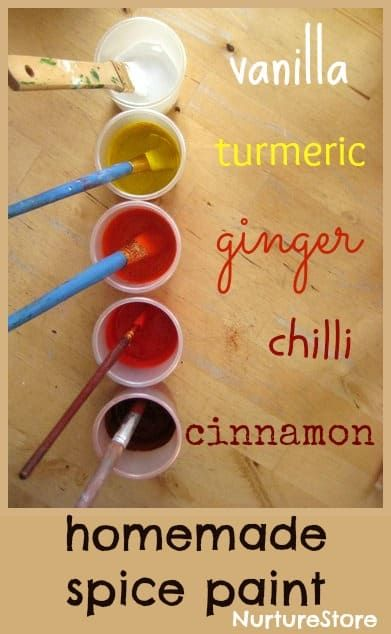 vanilla
turmeric
ginger
chilli
cinnamon
homemade
spice paint
NurtureStore